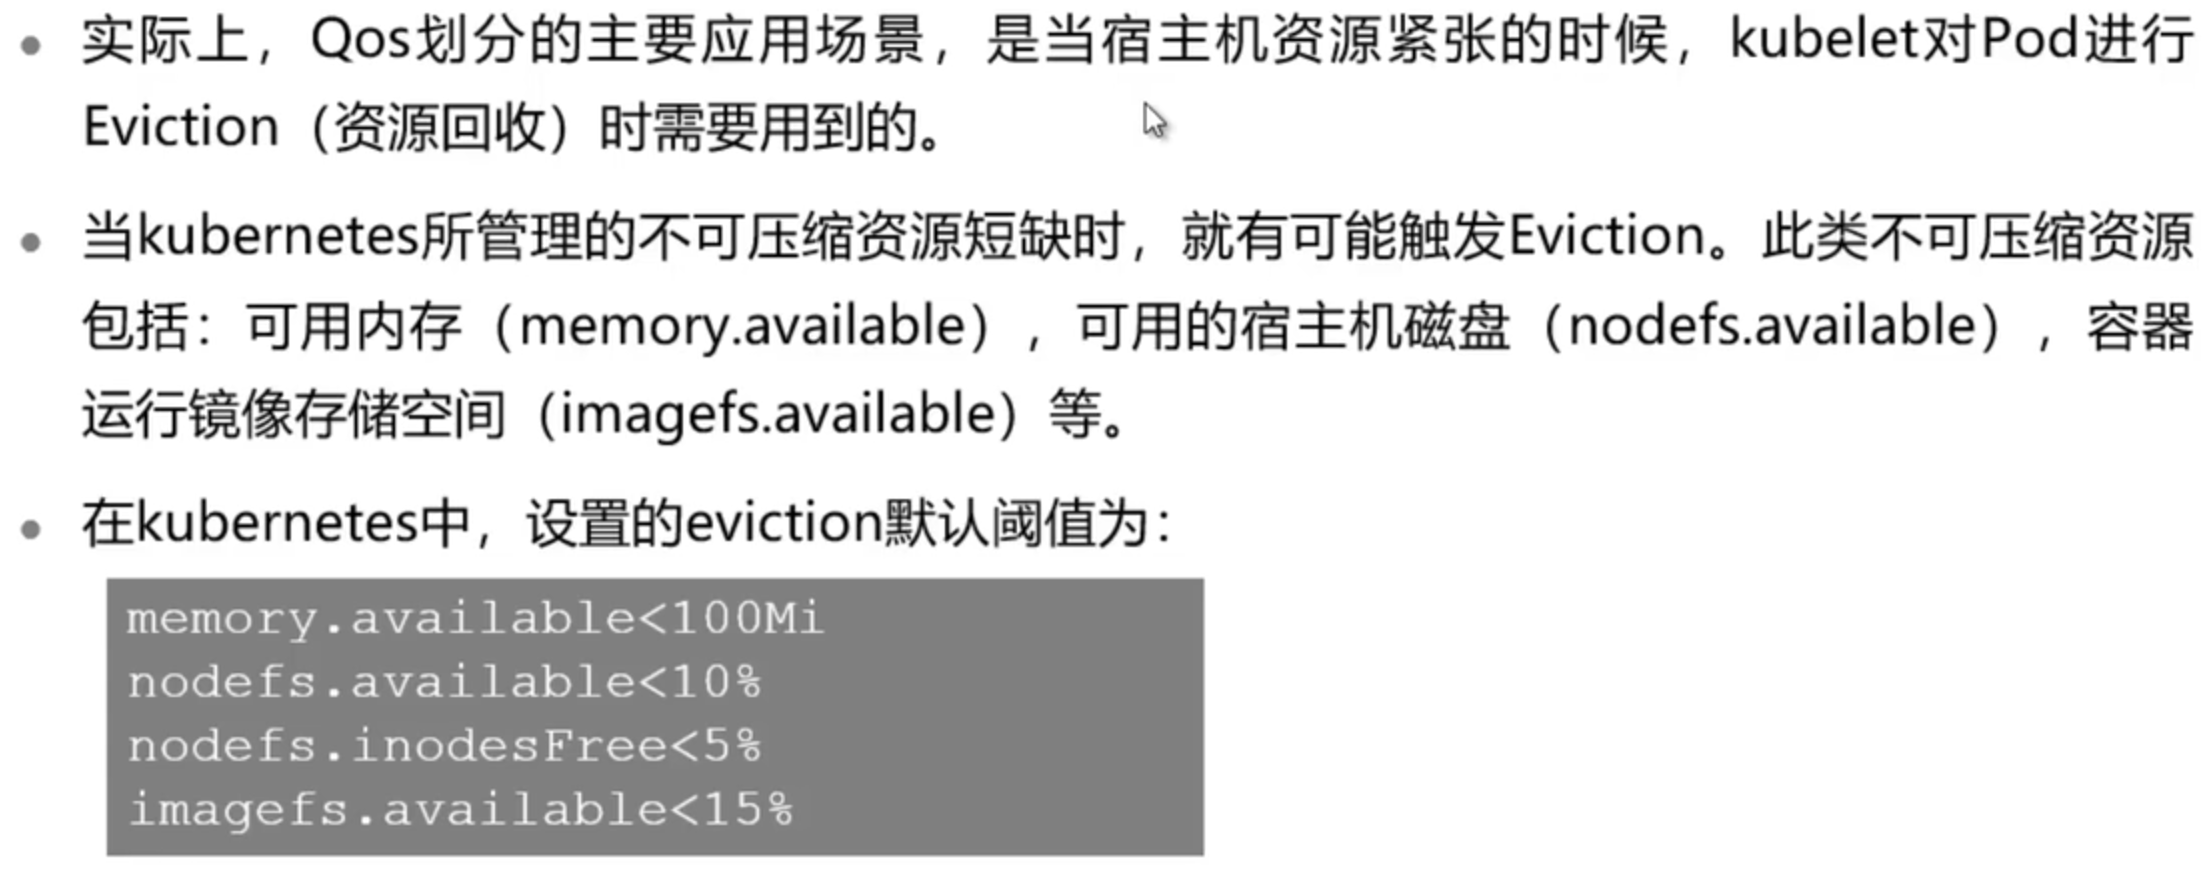 实际上，Qos划分的主要应用场景，是当宿主机资源紧张的时候，kubelet对Pod进行
Eviction（资源回收）时需要用到的。
当kubernetes所管理的不可压缩资源短缺时，就有可能触发Eviction。此类不可压缩资源
包括：可用内存（memory.available），可用的宿主机磁盘（nodefs.available），容器
运行镜像存储空间（imagefs.available）等。
在kubernetes中，设置的eviction默认阈值为：
memory.available<100Mi
nodefs.available<10%
nodefs.inodesFree<5%
imagefs.available<15%